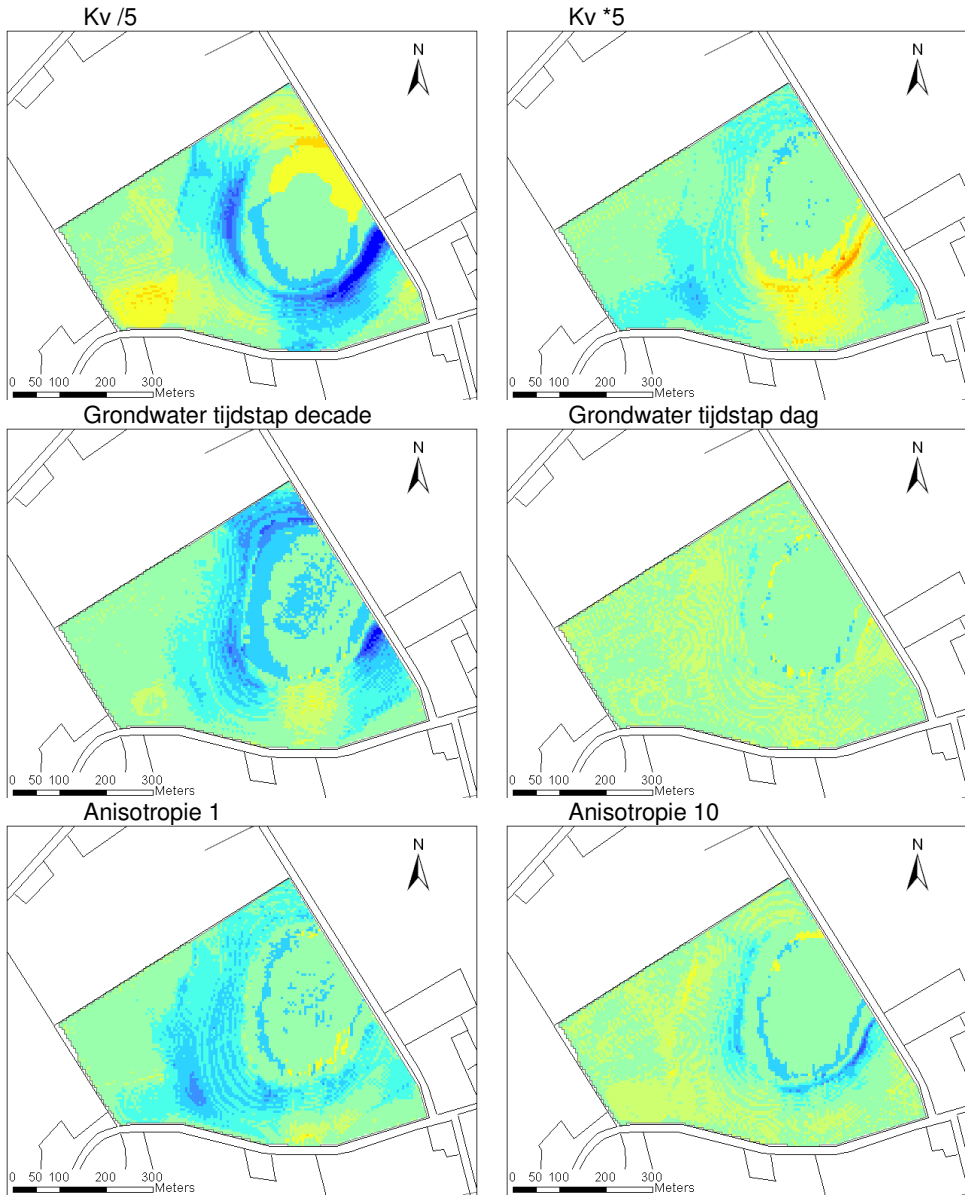 Kv /5
Kv *5
N
N
0 50 100 200 300
Meters
0 50 100 200 300
Meters
Grondwater tijdstap decade
Grondwater tijdstap dag
N
N
0 50 100 200 300
Meters
0 50 100 200 300
Meters
Anisotropie 1
Anisotropie 10
N
N
0 50 100 200 300
Meters
0 50 100 200 300
Meters